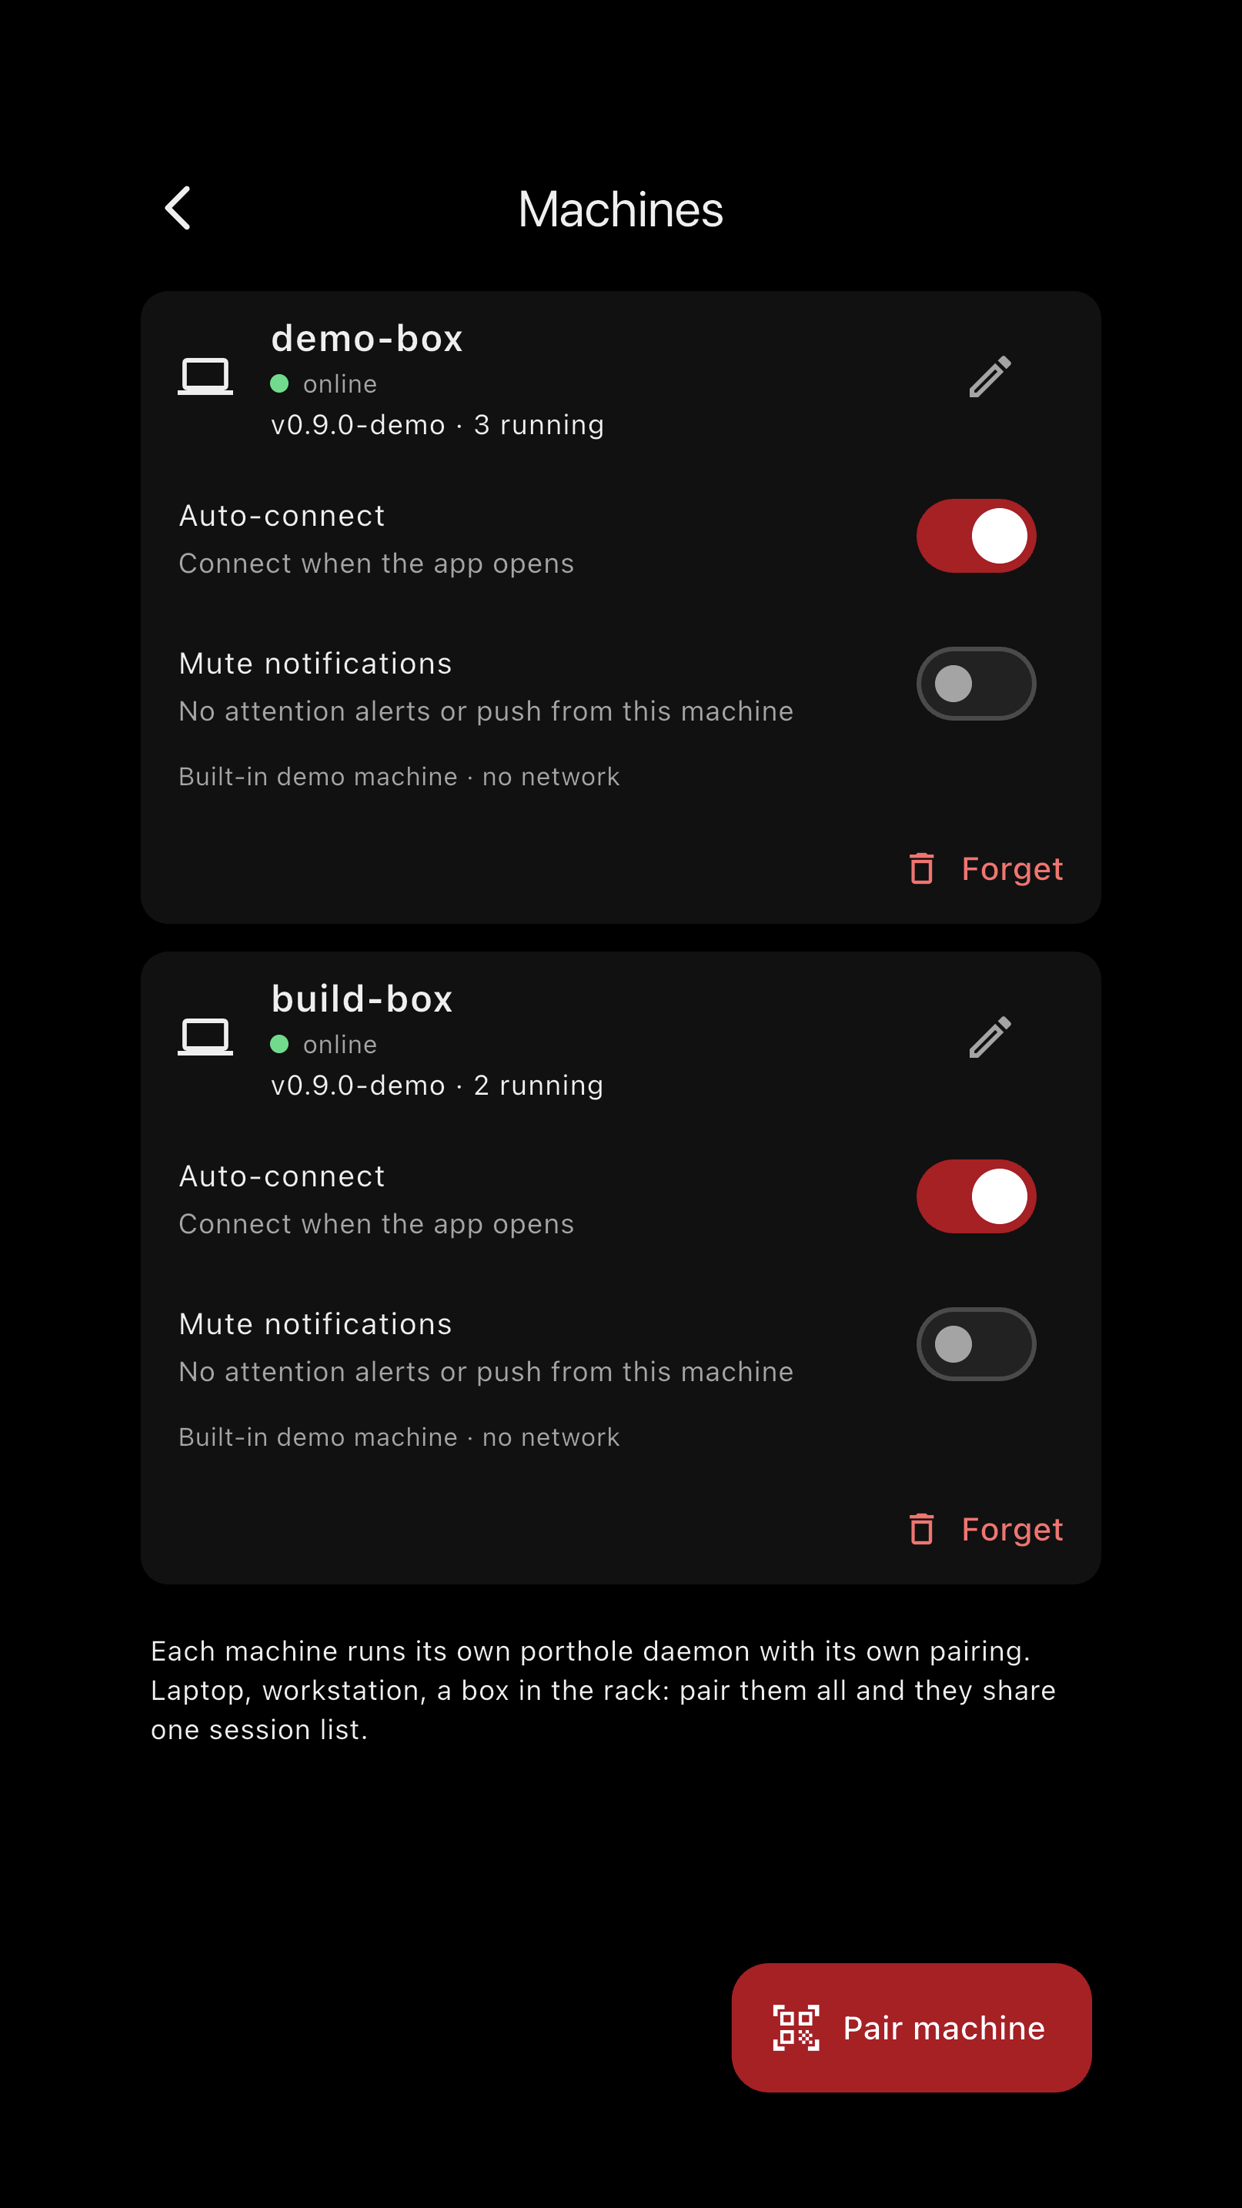 Machines
demo-box
online
v0.9.0-demo · 3 running
Auto-connect
Connect when the app opens
Mute notifications
No attention alerts or push from this machine
Built-in demo machine · no network
Forget
build-box
online
v0.9.0-demo · 2 running
Auto-connect
Connect when the app opens
Mute notifications
No attention alerts or push from this machine
Built-in demo machine · no network
Forget
Each machine runs its own porthole daemon with its own pairing.
Laptop, workstation, a box in the rack: pair them all and they share
one session list.
Pair machine